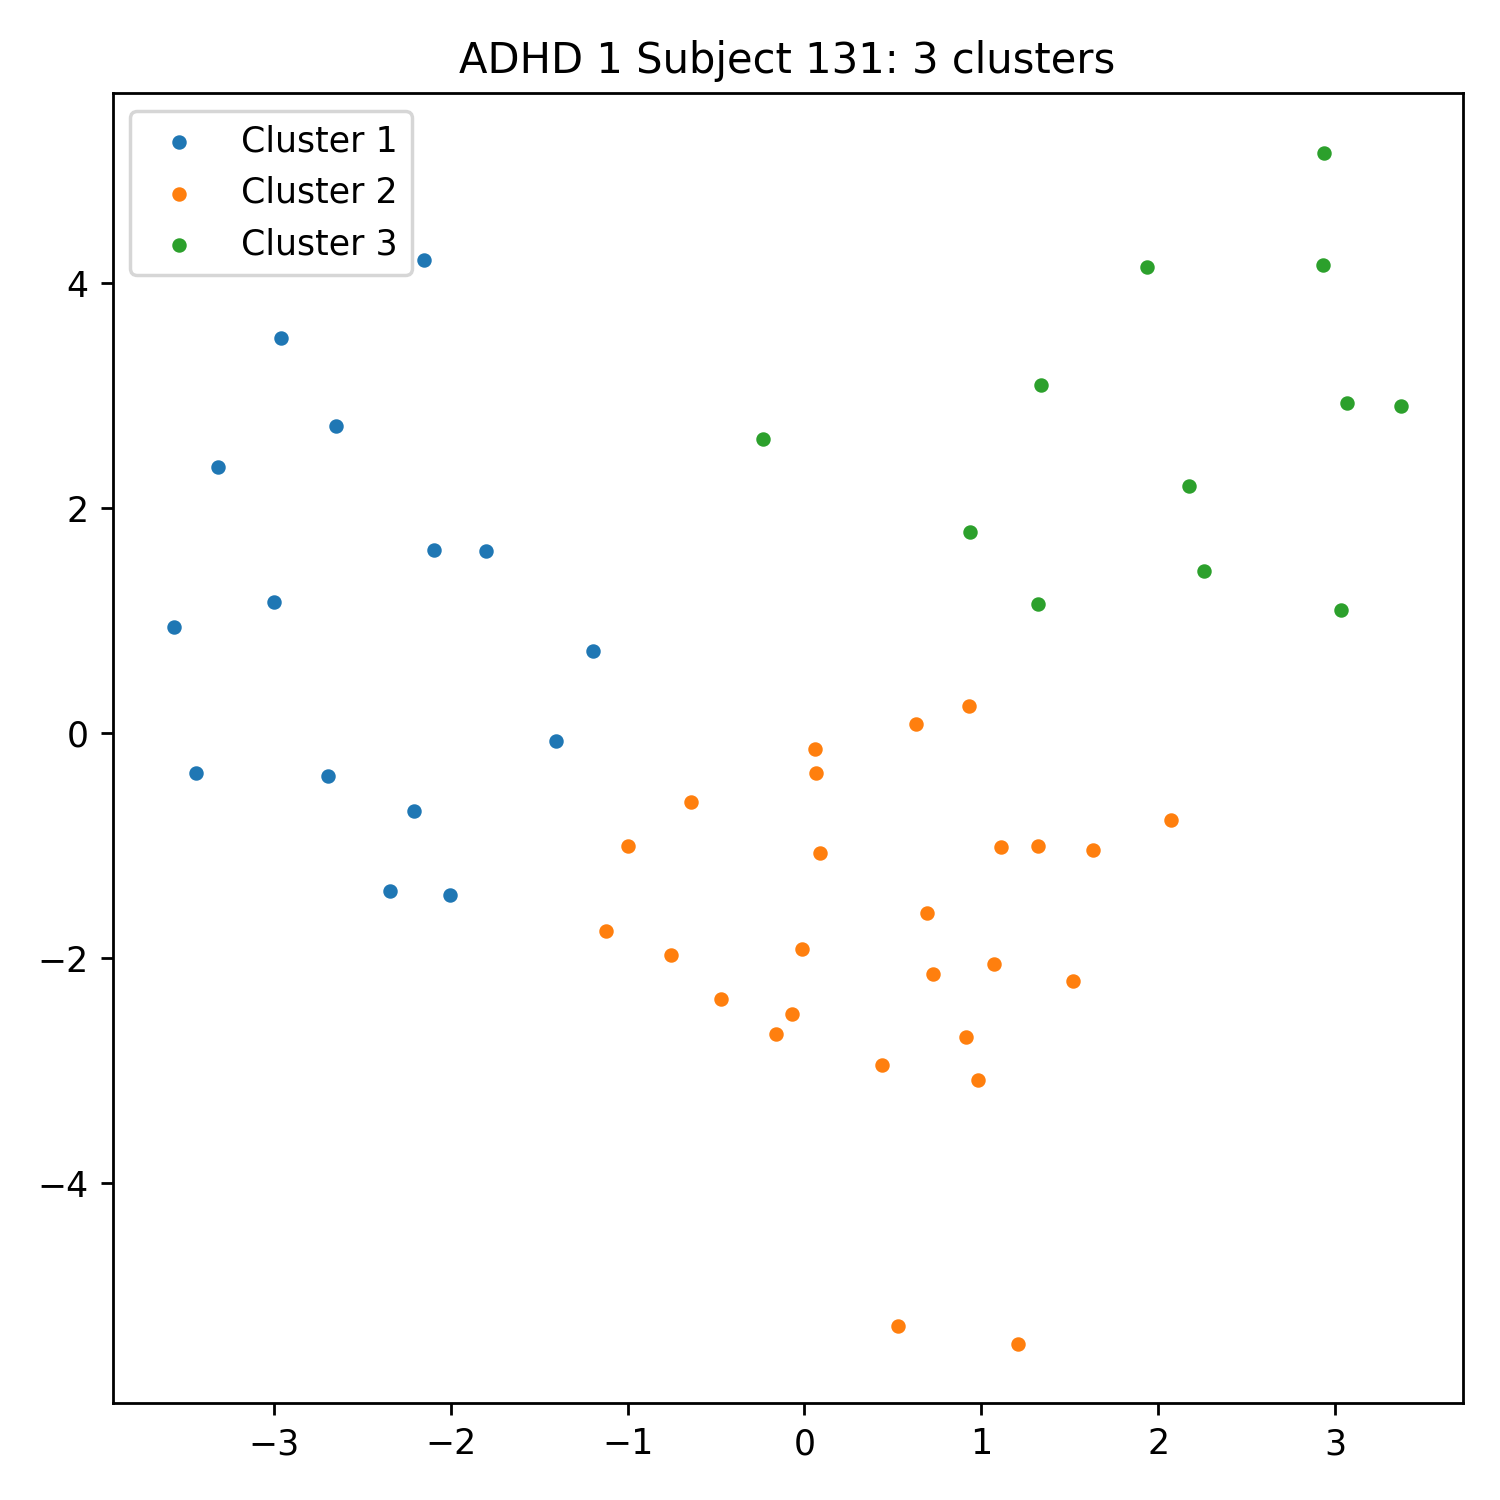 ADHD 1 Subject 131: 3 clusters
Cluster 1
Cluster 2
Cluster 3
4
2
0
−2
−4
−3 −2 −1 0 1 2 3